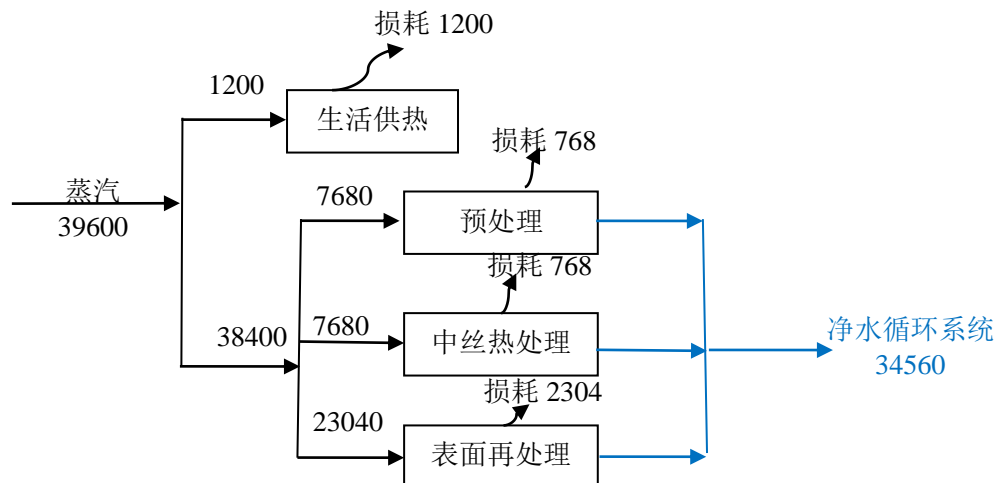 损耗 1200
1200
生活供热
损耗 768
蒸汽
39600
7680
预处理
损耗 768
38400
7680
中丝热处理
净水循环系统
34560
损耗 2304
23040
表面再处理